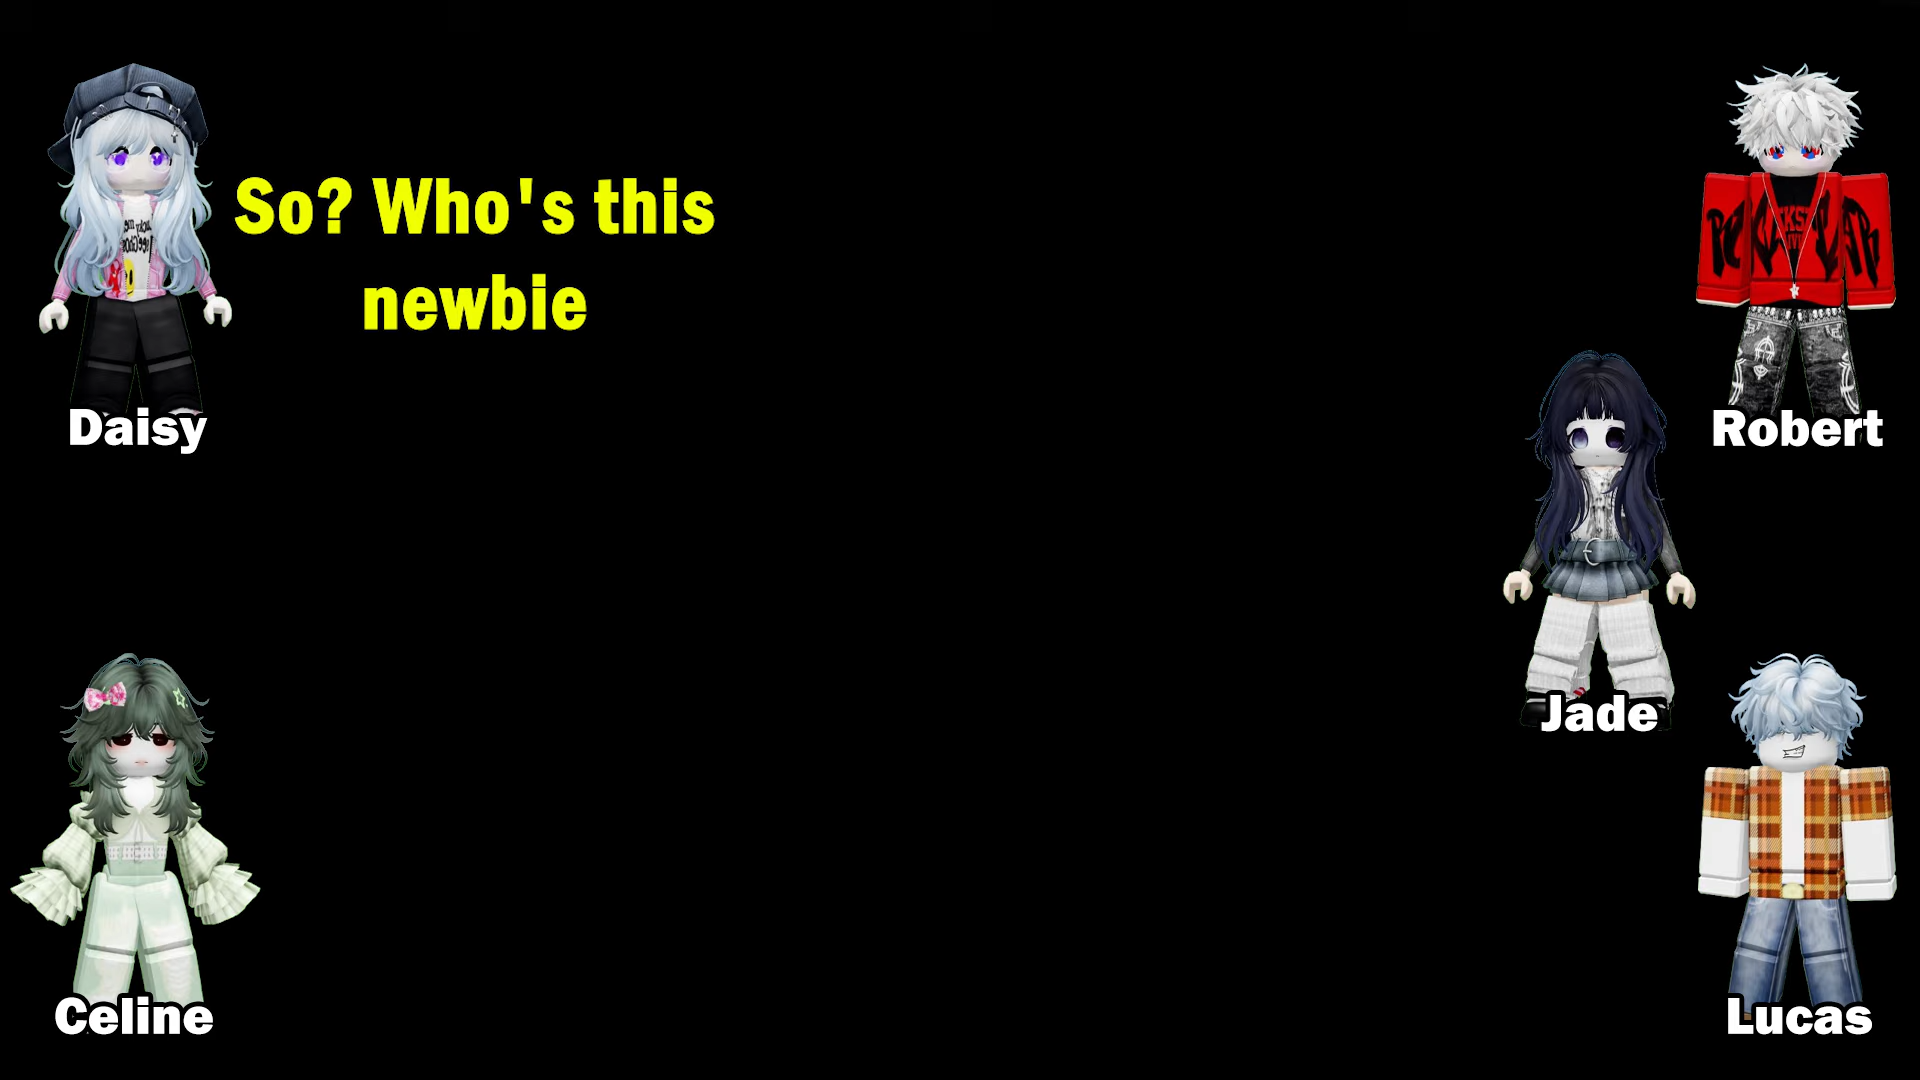 So? Who's this
newbie
Daisy
Robert
Jade
Celine
Lucas